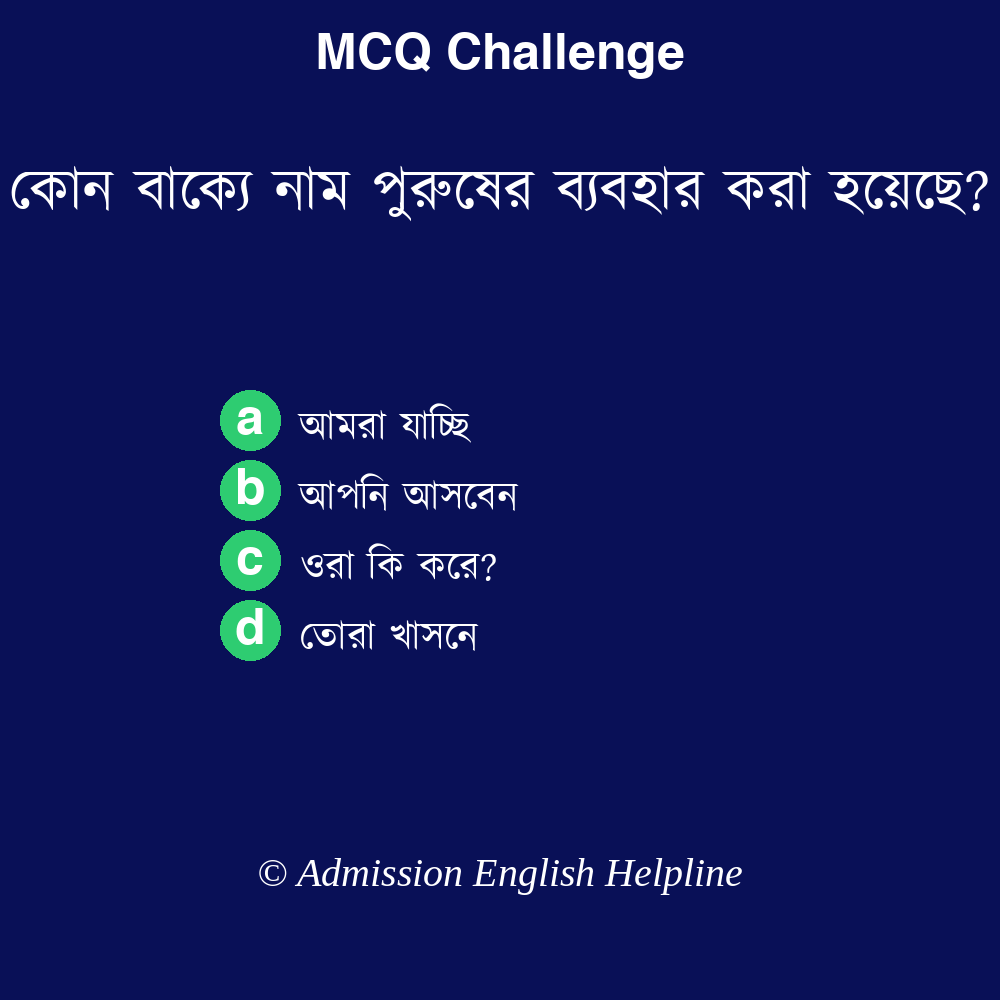 MCQ Challenge
কোন বাক্যে নাম পুরুষের ব্যবহার করা হয়েছে?
a আমরা যাচ্ছি
b আপনি আসবেন
c ওরা কি করে?
d তোরা খাসনে
© Admission English Helpline